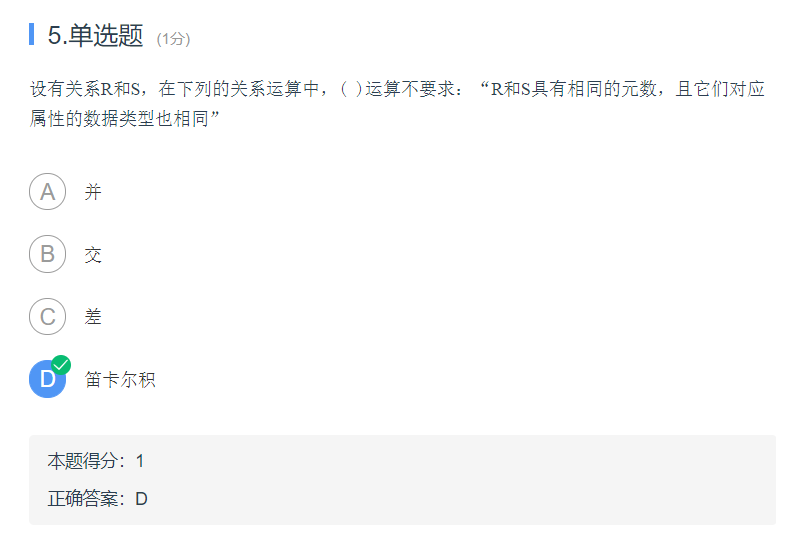 5.单选题 (1分)
设有关系R和S，在下列的关系运算中，( )运算不要求：“R和S具有相同的元数，且它们对应
属性的数据类型也相同”
A 并
B 交
C 差
D 笛卡尔积
本题得分：1
正确答案：D